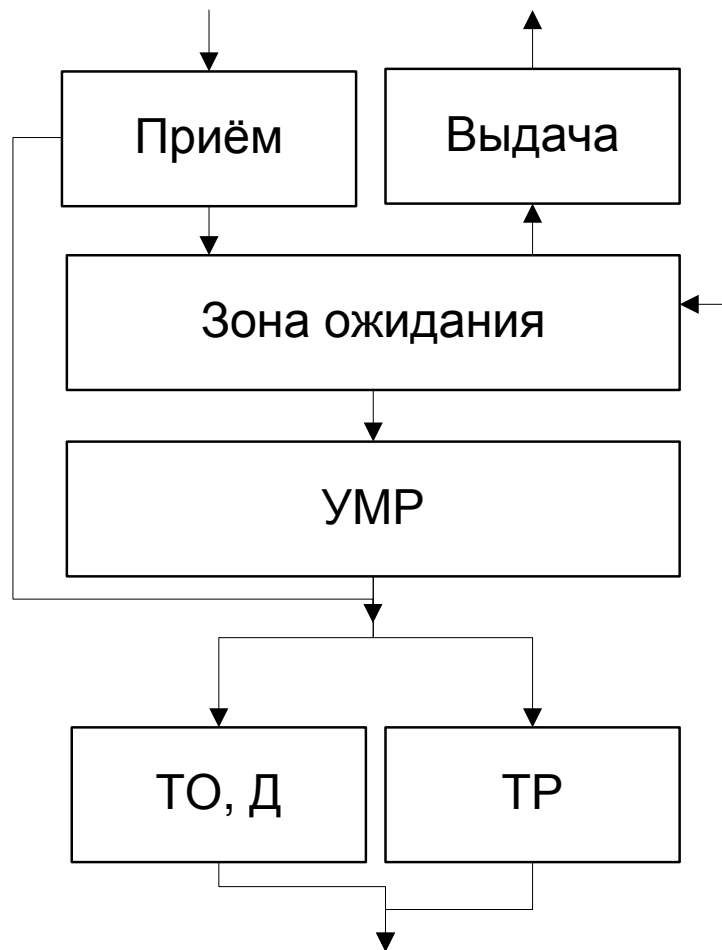 Приём
Выдача
Зона ожидания
УМР
ТО, Д
ТР